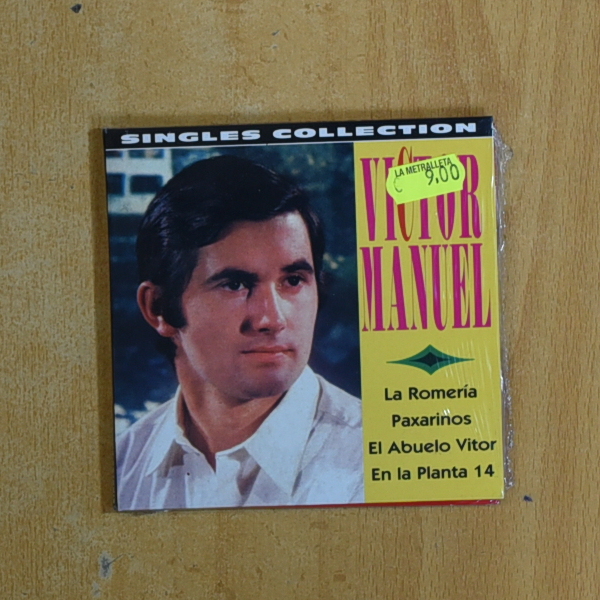 SINGLES COLLECTION
VICTOR
LA METRALLETA
€ 9,00
MANUEL
La Romería
Paxarinos
El Abuelo Vitor
En la Planta 14